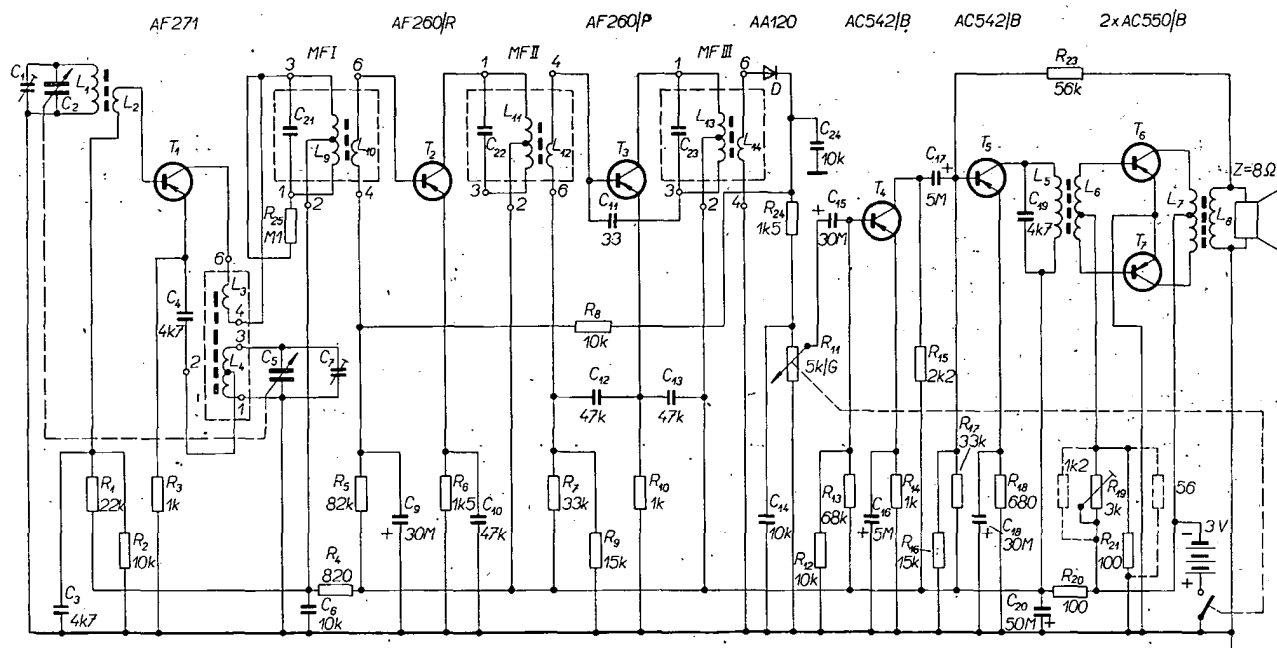 AF271 AF260/R AF260/P AA120 AC542/B AC542/B 2xAC550/B
MFI MFII MFIII
C1 C2 L1 L2 T1
3 6 C21 L9 L10 1 4 2 R25 M1
T2 1 4 C22 L11 L12 3 6 2
T3 C11 33 1 6 C23 L13 L14 3 4 2
D C24 10k R24 1k5
C15 30M T4 C17 5M T5
R23 56k
C19 4k7 L5 L6 T6 T7 L7 L8 Z=8Ω
C4 4k7 2 6 L3 4 3 L4 1 C5 C7
R8 10k
C12 47k C13 47k
R11 5k/G
R15 2k2
C3 4k7
R1 22k
R2 10k
R3 1k
C6 10k
R4 820
R5 82k
C9 30M
R6 1k5
C10 47k
R7 33k
R9 15k
R10 1k
C14 10k
R12 10k
R13 68k
C16 5M
R14 1k
R16 15k
R17 33k
C18 30M
R18 680
C20 50M
R20 100
1k2
R19 3k
R21 100
56
3V